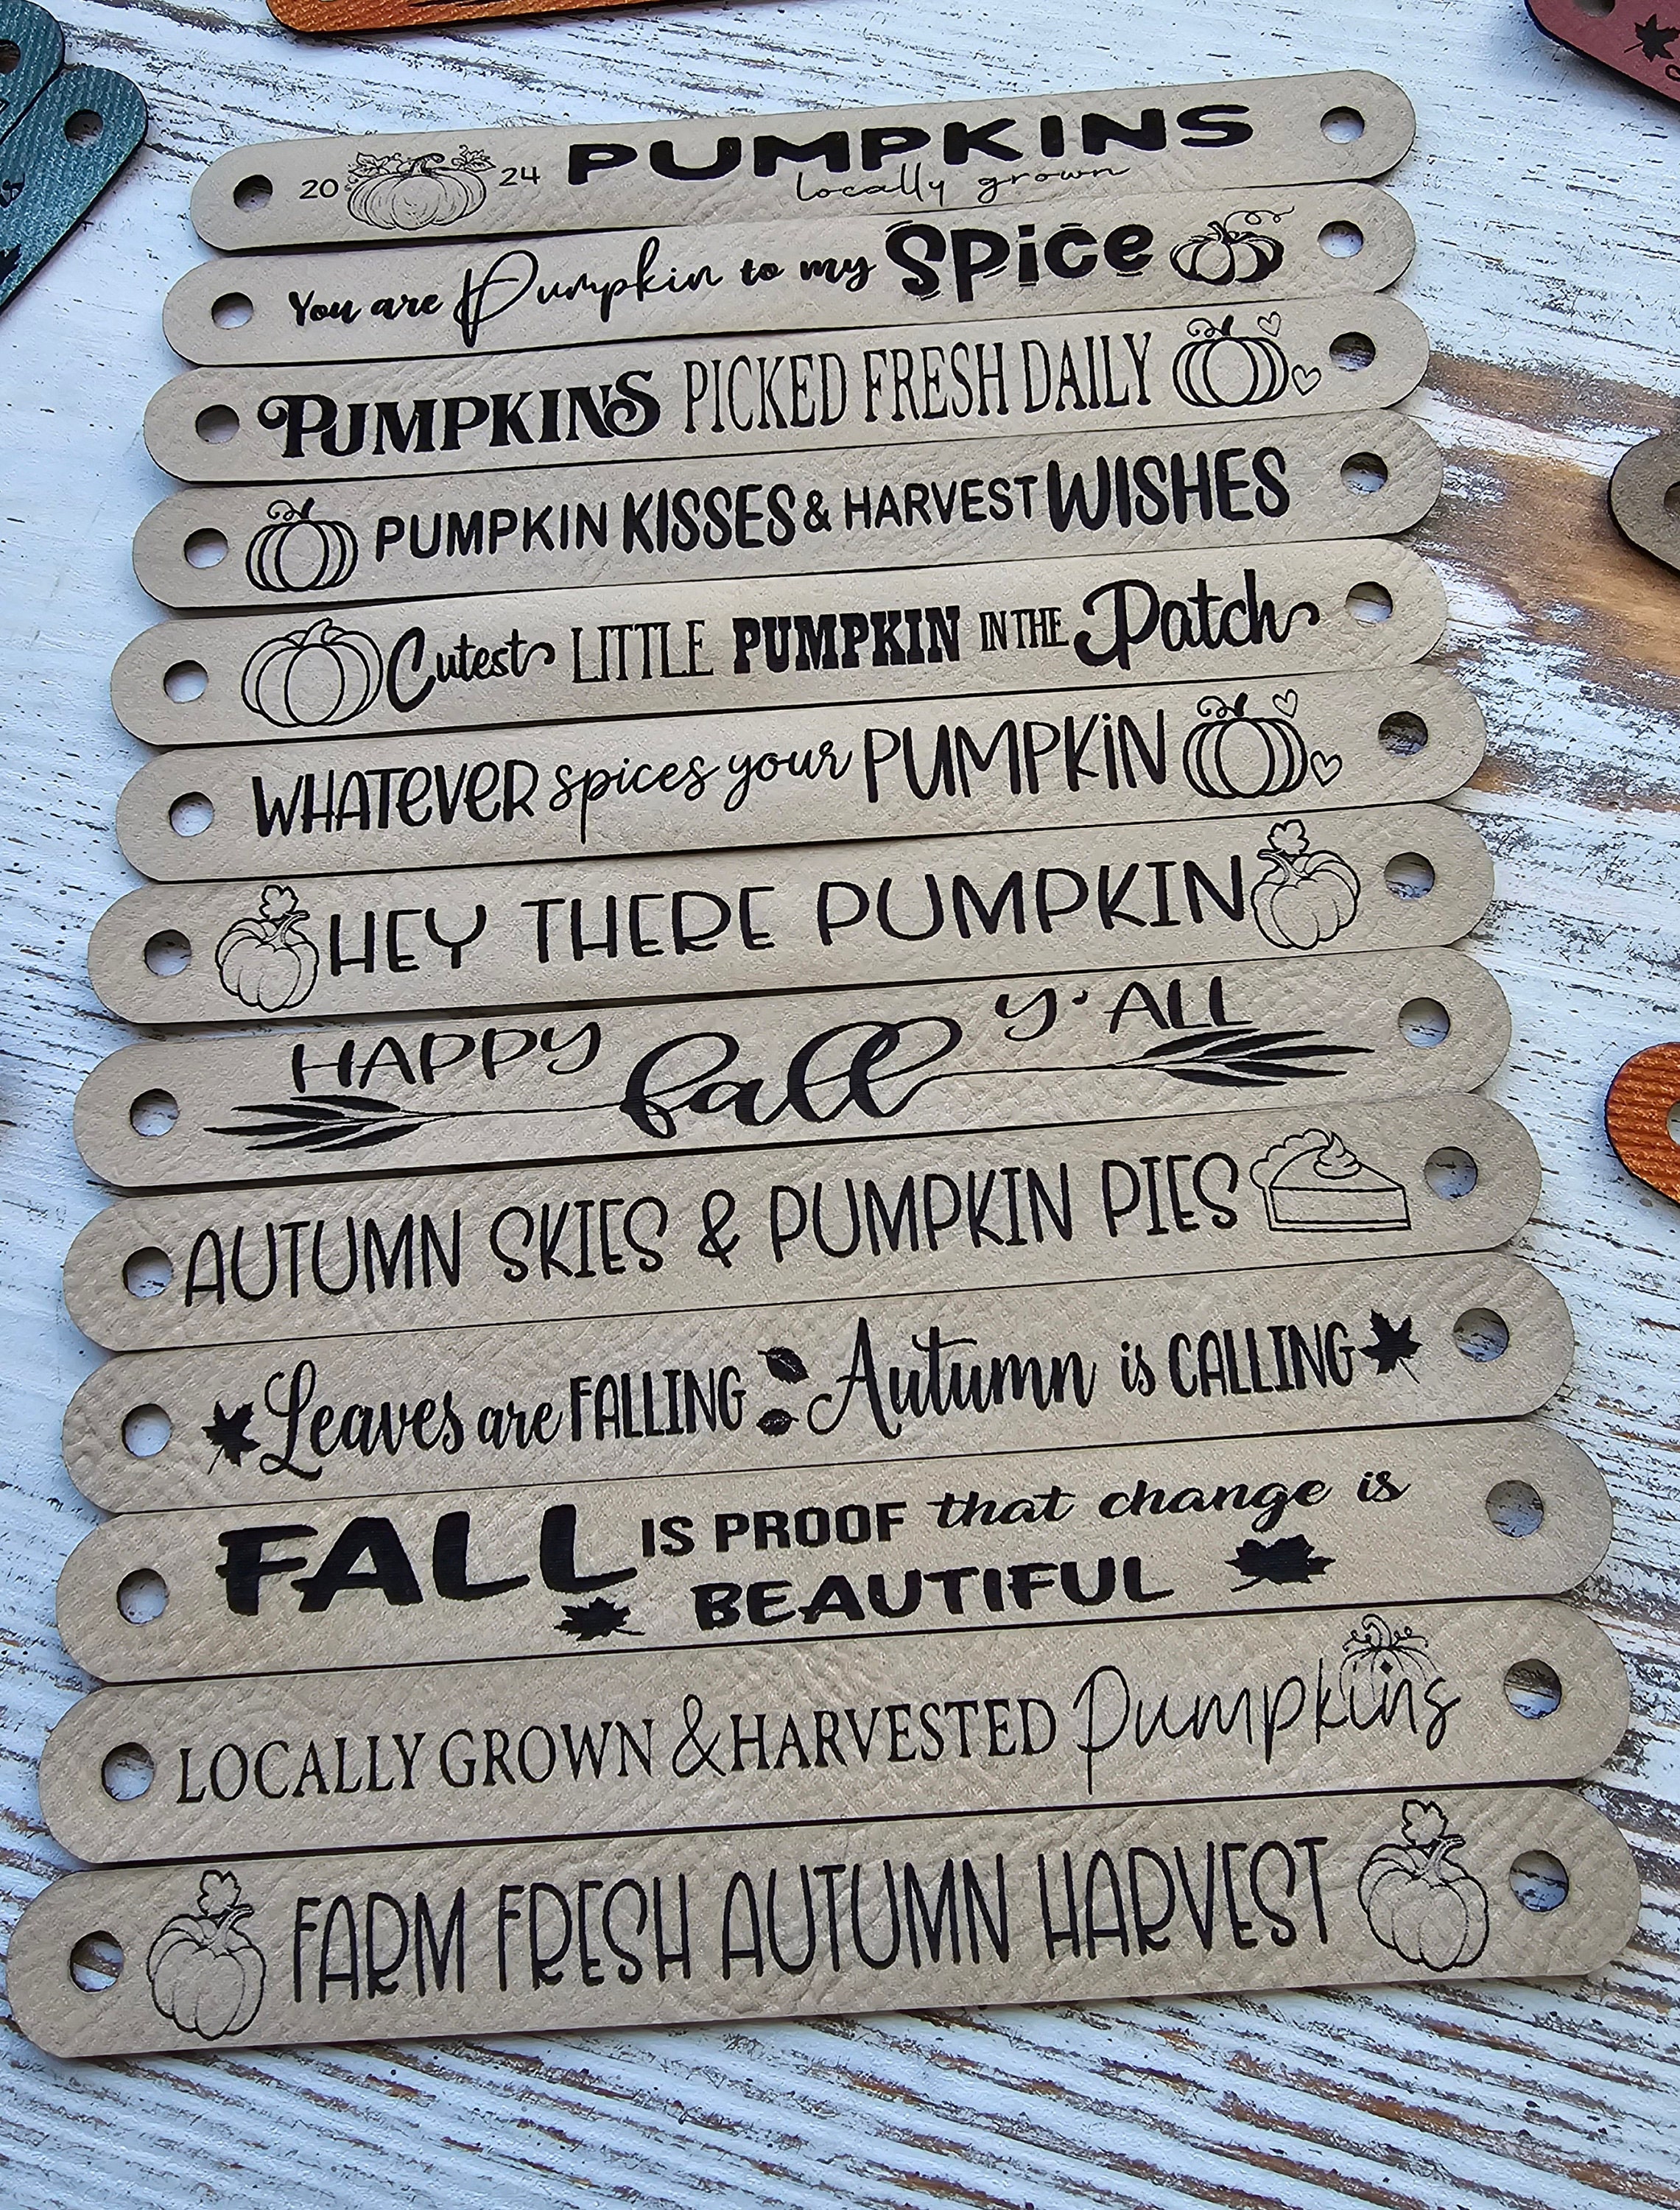 20 24 PUMPKINS
locally grown
You are Pumpkin to my Spice
PUMPKINS PICKED FRESH DAILY
PUMPKIN KISSES & HARVEST WISHES
Cutest LITTLE PUMPKIN IN THE Patch
WHATEVER spices your PUMPKIN
HEY THERE PUMPKIN
HAPPY fall Y'ALL
AUTUMN SKIES & PUMPKIN PIES
Leaves are FALLING Autumn is CALLING
FALL IS PROOF that change is
BEAUTIFUL
LOCALLY GROWN & HARVESTED Pumpkins
FARM FRESH AUTUMN HARVEST